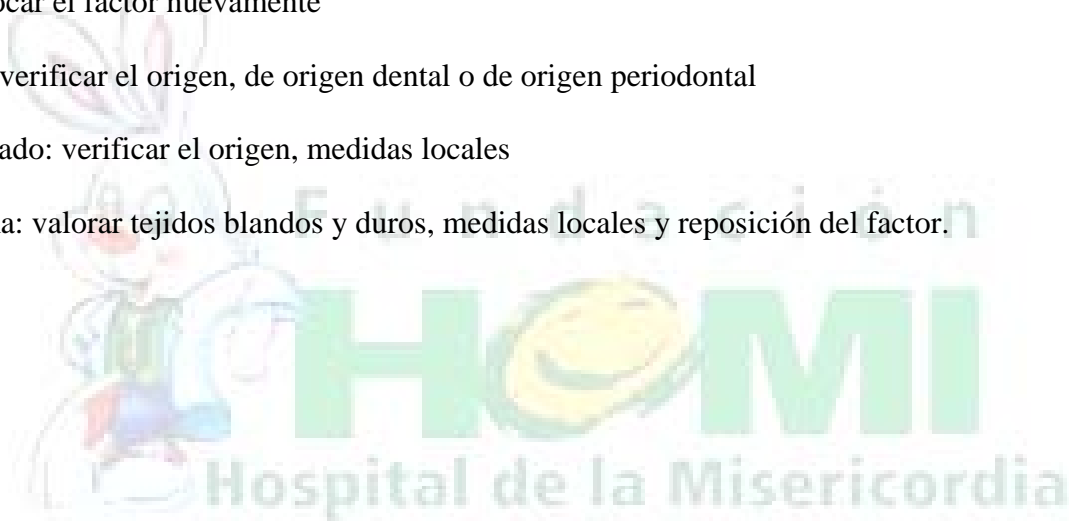 el factor nuevamente
verificar el origen, de origen dental o de origen periodontal
ado: verificar el origen, medidas locales
a: valorar tejidos blandos y duros, medidas locales y reposición del factor.
Fundación
HOMI
Hospital de la Misericordia